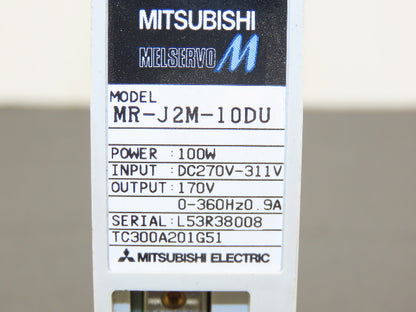 MITSUBISHI
MELSERVO M
MODEL
MR-J2M-10DU
POWER :100W
INPUT :DC270V-311V
OUTPUT:170V
0-360Hz0.9A
SERIAL:L53R38008
TC300A201G51
MITSUBISHI ELECTRIC